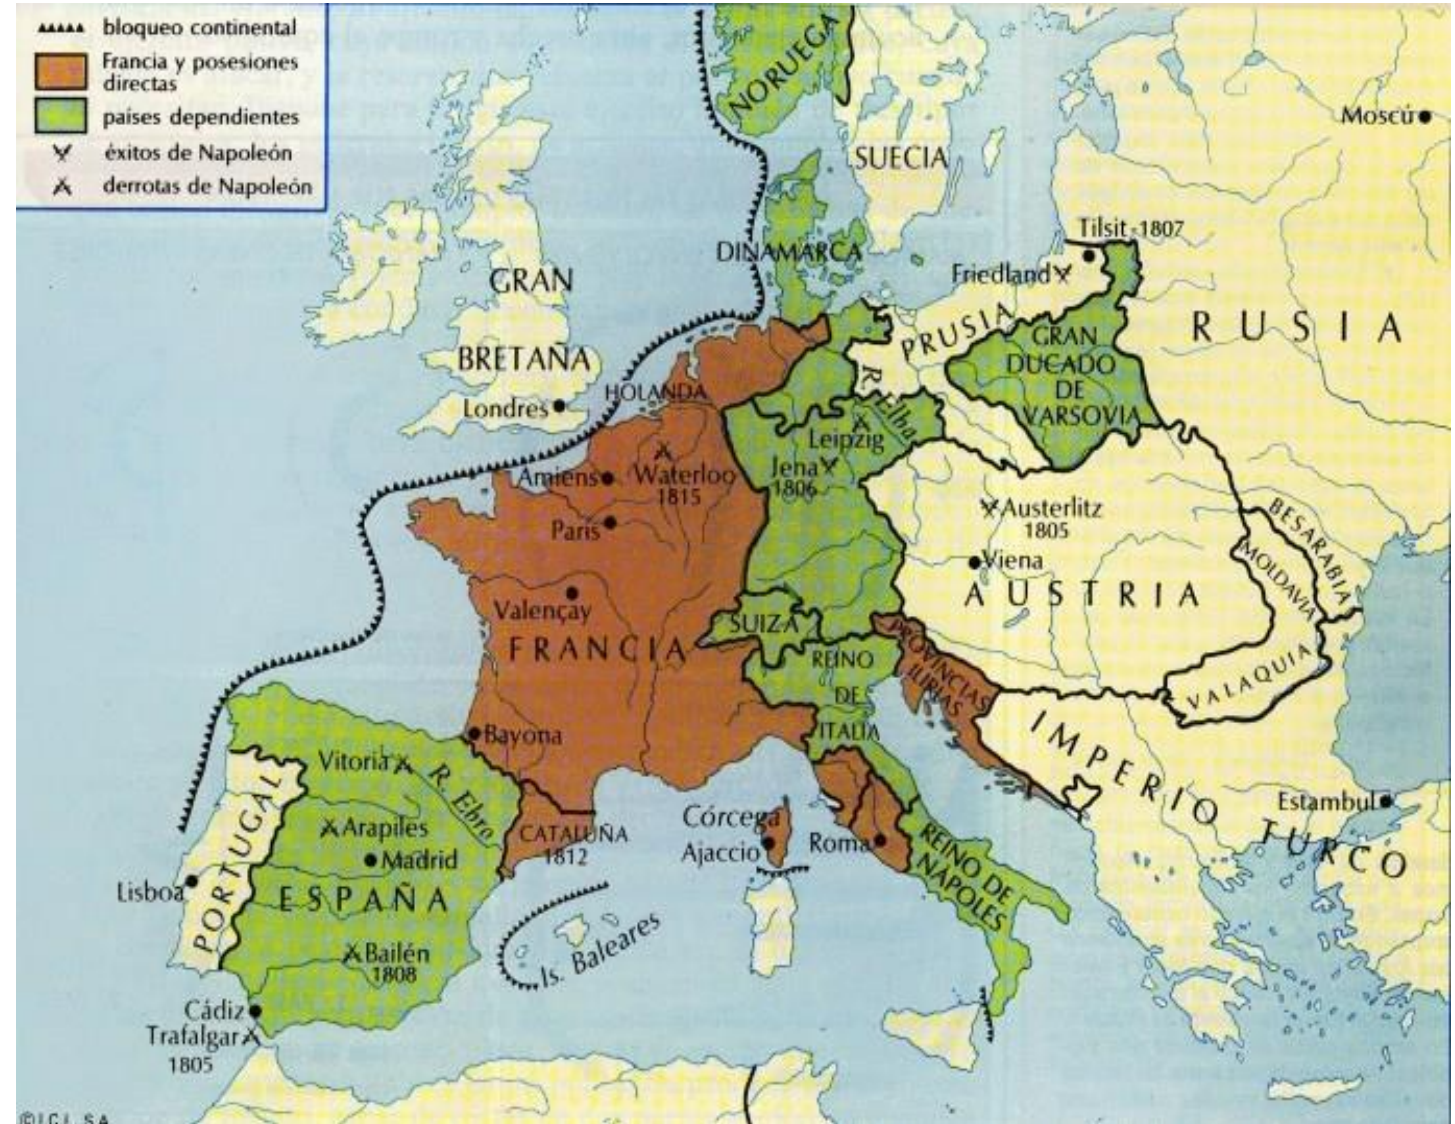 bloqueo continental
Francia y posesiones
directas
países dependientes
éxitos de Napoleón
derrotas de Napoleón
NORUEGA
SUECIA
Moscú
DINAMARCA
Tilsit 1807
Friedland
GRAN
BRETAÑA
Londres
PRUSIA
RUSIA
GRAN
DUCADO
DE
VARSOVIA
HOLANDA
R. Elba
Leipzig
Jena
1806
Amiens
Waterloo
1815
París
Austerlitz
1805
Viena
AUSTRIA
BESARABIA
MOLDAVIA
VALAQUIA
Valençay
FRANCIA
SUIZA
REINO
DE
ITALIA
PROVINCIAS
ILIRIAS
Bayona
Vitoria
R. Ebro
IMPERIO TURCO
Estambul
PORTUGAL
Arapiles
Madrid
CATALUÑA
1812
Córcega
Ajaccio
Roma
REINO DE
NÁPOLES
Lisboa
ESPAÑA
Bailén
1808
Is. Baleares
Cádiz
Trafalgar
1805
©ICI, S.A.